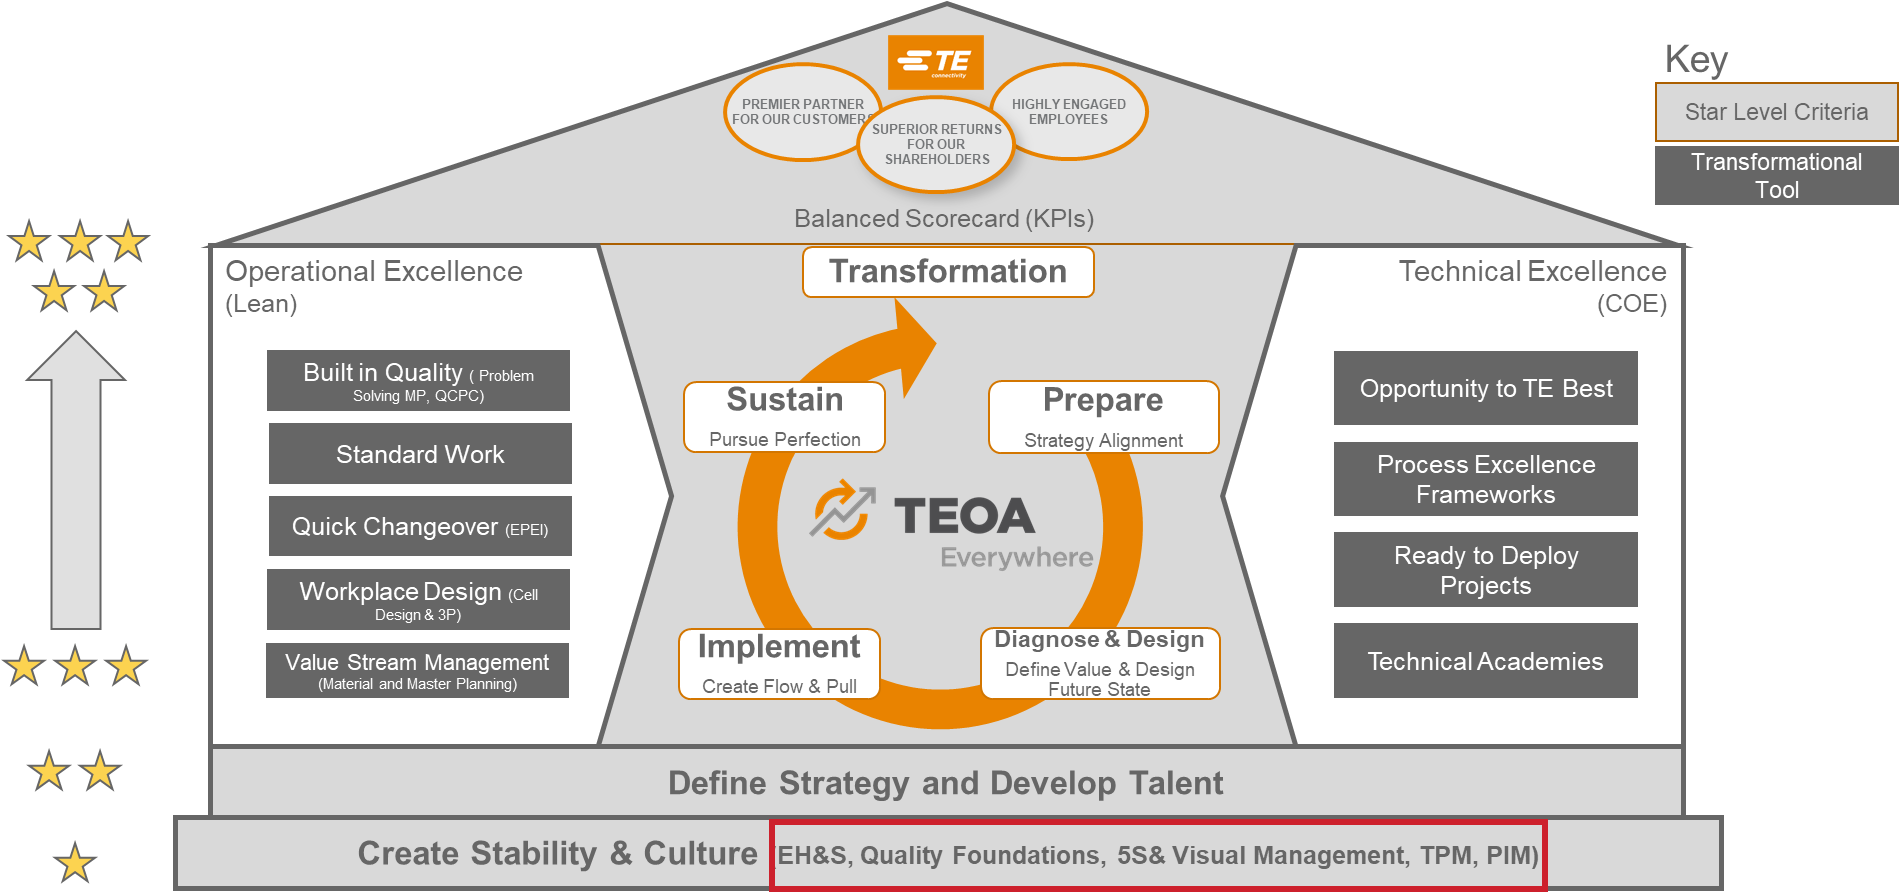 TE
connectivity
PREMIER PARTNER
FOR OUR CUSTOMERS
SUPERIOR RETURNS
FOR OUR
SHAREHOLDERS
HIGHLY ENGAGED
EMPLOYEES
Balanced Scorecard (KPIs)
Key
Star Level Criteria
Transformational
Tool
Operational Excellence
(Lean)
Built in Quality ( Problem
Solving MP, QCPC)
Standard Work
Quick Changeover (EPEI)
Workplace Design (Cell
Design & 3P)
Value Stream Management
(Material and Master Planning)
Transformation
Sustain
Pursue Perfection
Prepare
Strategy Alignment
TEOA
Everywhere
Implement
Create Flow & Pull
Diagnose & Design
Define Value & Design
Future State
Technical Excellence
(COE)
Opportunity to TE Best
Process Excellence
Frameworks
Ready to Deploy
Projects
Technical Academies
Define Strategy and Develop Talent
Create Stability & Culture (EH&S, Quality Foundations, 5S& Visual Management, TPM, PIM)